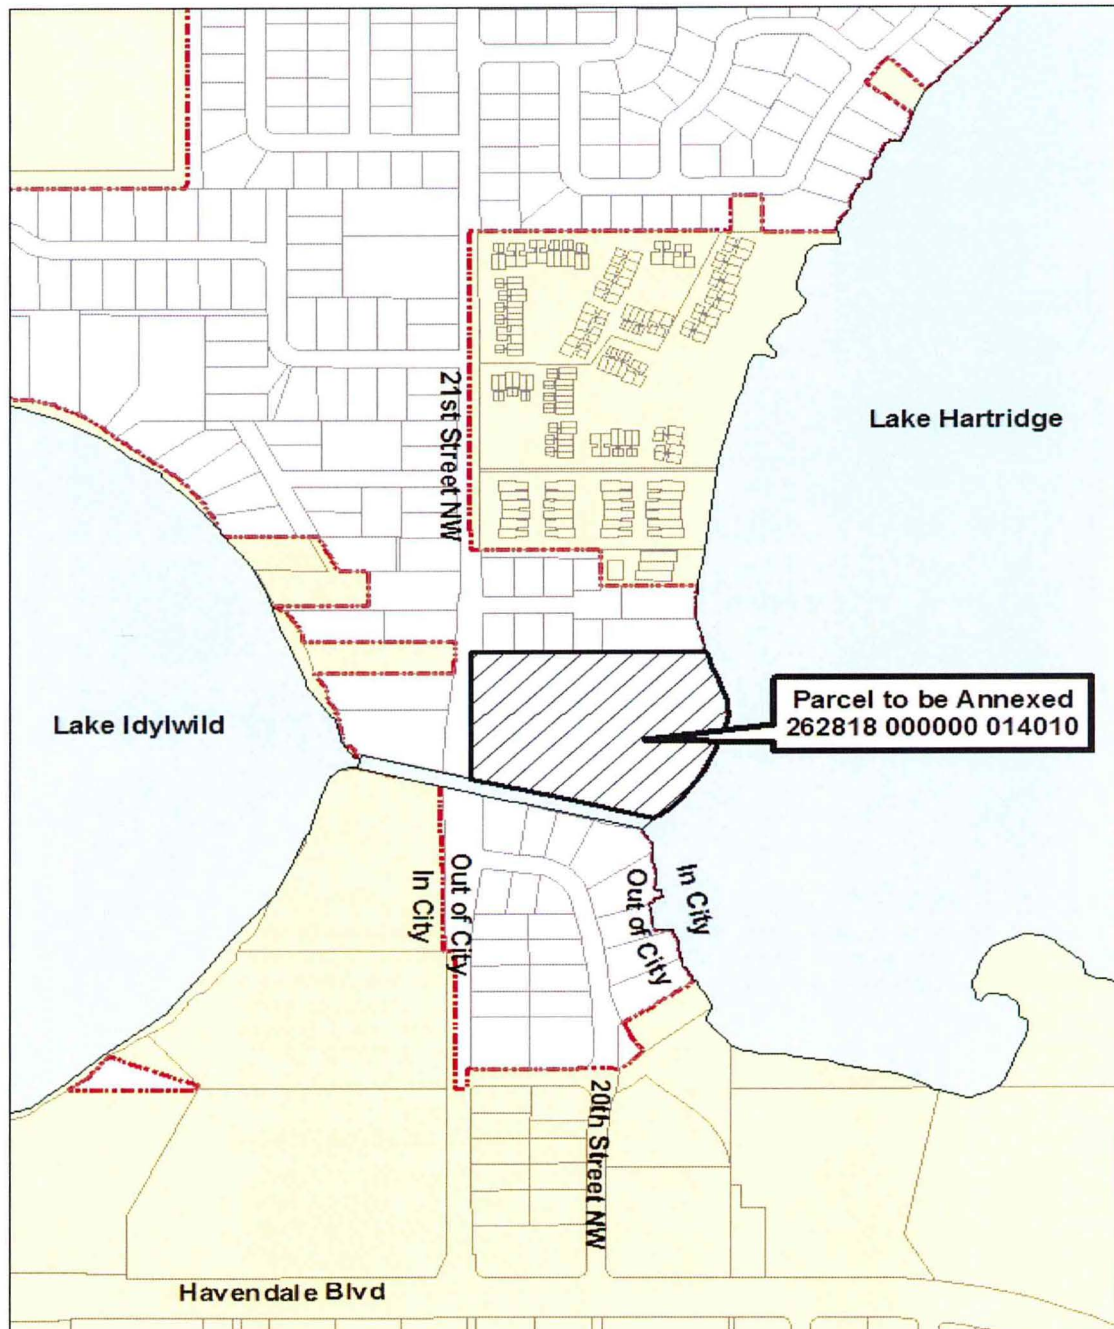 Lake Hartridge
21st Street NW
Parcel to be Annexed
262818 000000 014010
Lake Idylwild
In City
Out of City
In City
Out of City
20th Street NW
Havendale Blvd